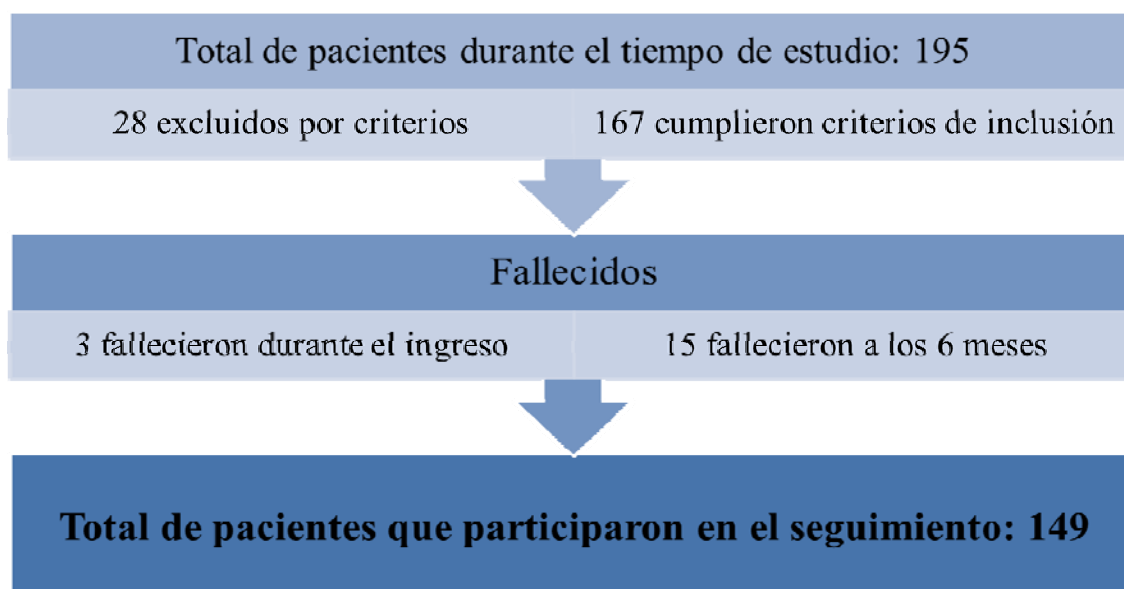 Total de pacientes durante el tiempo de estudio: 195
28 excluidos por criterios
167 cumplieron criterios de inclusión
Fallecidos
3 fallecieron durante el ingreso
15 fallecieron a los 6 meses
Total de pacientes que participaron en el seguimiento: 149